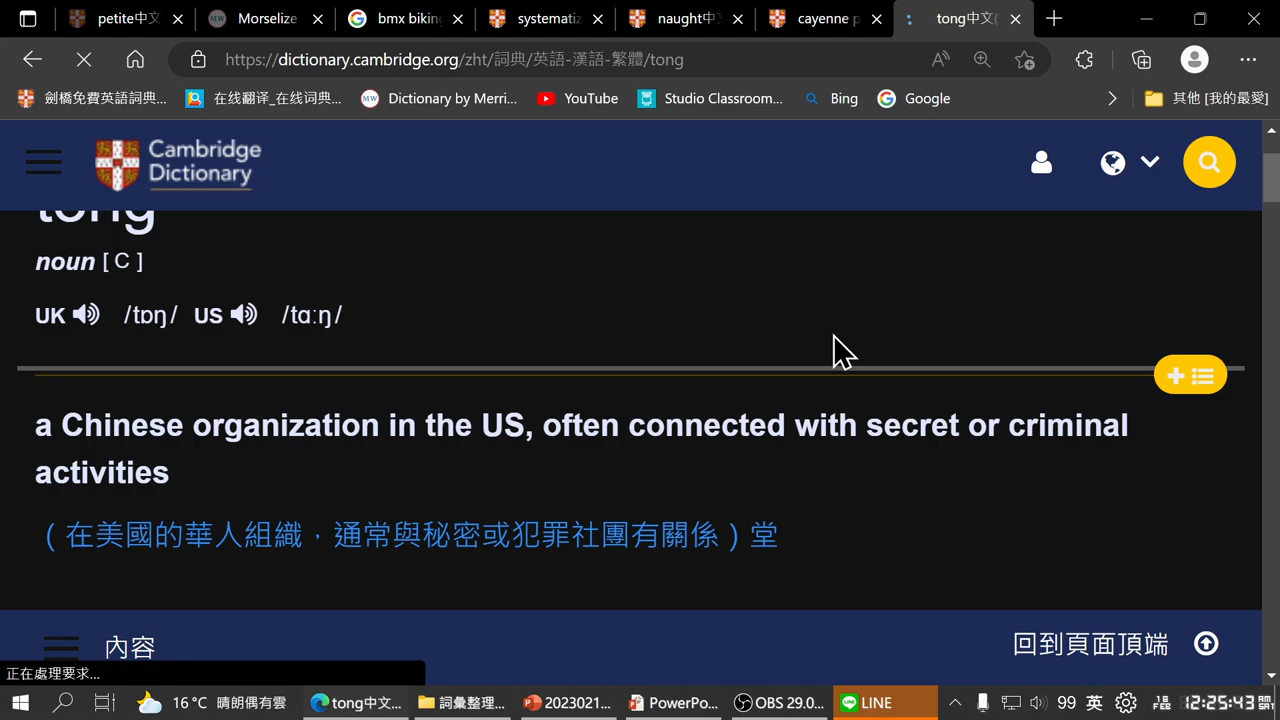 petite中文
Morselize
bmx bikin
systematiz
naught中文
cayenne p
tong中文(
https://dictionary.cambridge.org/zht/詞典/英語-漢語-繁體/tong
劍橋免費英語詞典...
在线翻译_在线词典...
Dictionary by Merri...
YouTube
Studio Classroom...
Bing
Google
其他 [我的最愛]
Cambridge
Dictionary
tong
noun [ C ]
UK /tɒŋ/ US /tɑːŋ/
a Chinese organization in the US, often connected with secret or criminal
activities
（在美國的華人組織，通常與秘密或犯罪社團有關係）堂
內容
回到頁面頂端
正在處理要求...
16°C 晴朗偶有雲
tong中文...
詞彙整理...
2023021...
PowerPo...
OBS 29.0...
LINE
99
英
12:25:43